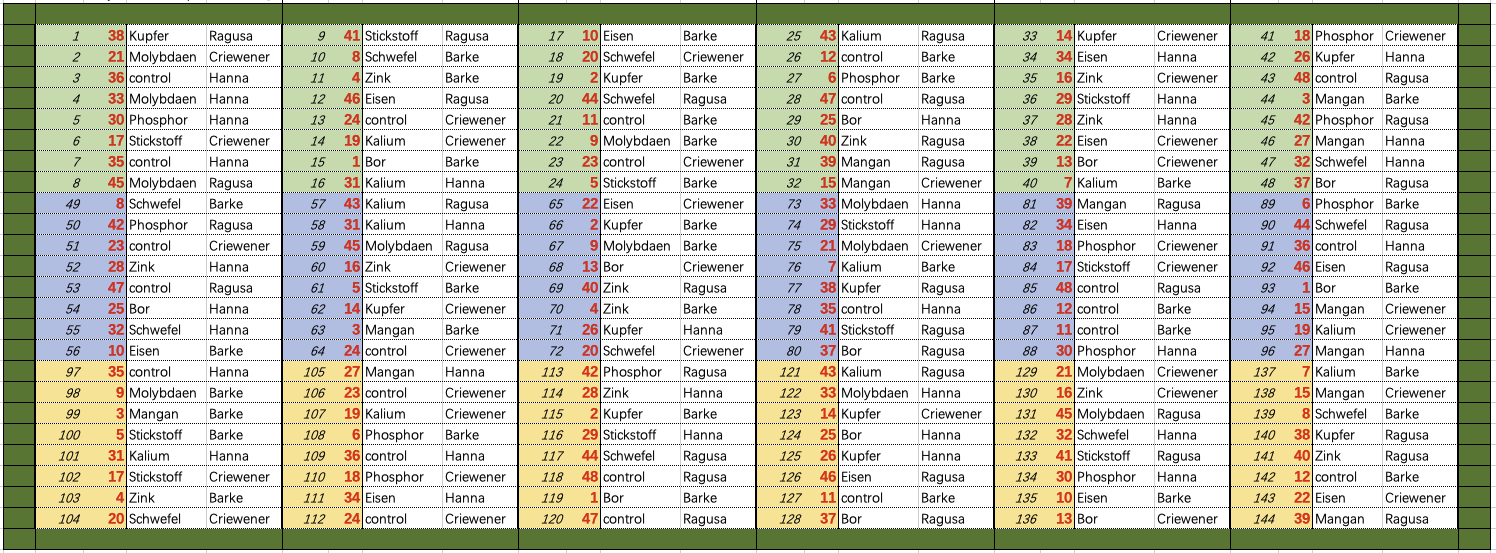 1 38 Kupfer Ragusa 9 41 Stickstoff Ragusa 17 10 Eisen Barke 25 43 Kalium Ragusa 33 14 Kupfer Criewener 41 18 Phosphor Criewener
2 21 Molybdaen Criewener 10 8 Schwefel Barke 18 20 Schwefel Criewener 26 12 control Barke 34 34 Eisen Hanna 42 26 Kupfer Hanna
3 36 control Hanna 11 4 Zink Barke 19 2 Kupfer Barke 27 6 Phosphor Barke 35 16 Zink Criewener 43 48 control Ragusa
4 33 Molybdaen Hanna 12 46 Eisen Ragusa 20 44 Schwefel Ragusa 28 47 control Ragusa 36 29 Stickstoff Hanna 44 3 Mangan Barke
5 30 Phosphor Hanna 13 24 control Criewener 21 11 control Barke 29 25 Bor Hanna 37 28 Zink Hanna 45 42 Phosphor Ragusa
6 17 Stickstoff Criewener 14 19 Kalium Criewener 22 9 Molybdaen Barke 30 40 Zink Ragusa 38 22 Eisen Criewener 46 27 Mangan Hanna
7 35 control Hanna 15 1 Bor Barke 23 23 control Criewener 31 39 Mangan Ragusa 39 13 Bor Criewener 47 32 Schwefel Hanna
8 45 Molybdaen Ragusa 16 31 Kalium Hanna 24 5 Stickstoff Barke 32 15 Mangan Criewener 40 7 Kalium Barke 48 37 Bor Ragusa
49 8 Schwefel Barke 57 43 Kalium Ragusa 65 22 Eisen Criewener 73 33 Molybdaen Hanna 81 39 Mangan Ragusa 89 6 Phosphor Barke
50 42 Phosphor Ragusa 58 31 Kalium Hanna 66 2 Kupfer Barke 74 29 Stickstoff Hanna 82 34 Eisen Hanna 90 44 Schwefel Ragusa
51 23 control Criewener 59 45 Molybdaen Ragusa 67 9 Molybdaen Barke 75 21 Molybdaen Criewener 83 18 Phosphor Criewener 91 36 control Hanna
52 28 Zink Hanna 60 16 Zink Criewener 68 13 Bor Criewener 76 7 Kalium Barke 84 17 Stickstoff Criewener 92 46 Eisen Ragusa
53 47 control Ragusa 61 5 Stickstoff Barke 69 40 Zink Ragusa 77 38 Kupfer Ragusa 85 48 control Ragusa 93 1 Bor Barke
54 25 Bor Hanna 62 14 Kupfer Criewener 70 4 Zink Barke 78 35 control Hanna 86 12 control Barke 94 15 Mangan Criewener
55 32 Schwefel Hanna 63 3 Mangan Barke 71 26 Kupfer Hanna 79 41 Stickstoff Ragusa 87 11 control Barke 95 19 Kalium Criewener
56 10 Eisen Barke 64 24 control Criewener 72 20 Schwefel Criewener 80 37 Bor Ragusa 88 30 Phosphor Hanna 96 27 Mangan Hanna
97 35 control Hanna 105 27 Mangan Hanna 113 42 Phosphor Ragusa 121 43 Kalium Ragusa 129 21 Molybdaen Criewener 137 7 Kalium Barke
98 9 Molybdaen Barke 106 23 control Criewener 114 28 Zink Hanna 122 33 Molybdaen Hanna 130 16 Zink Criewener 138 15 Mangan Criewener
99 3 Mangan Barke 107 19 Kalium Criewener 115 2 Kupfer Barke 123 14 Kupfer Criewener 131 45 Molybdaen Ragusa 139 8 Schwefel Barke
100 5 Stickstoff Barke 108 6 Phosphor Barke 116 29 Stickstoff Hanna 124 25 Bor Hanna 132 32 Schwefel Hanna 140 38 Kupfer Ragusa
101 31 Kalium Hanna 109 36 control Hanna 117 44 Schwefel Ragusa 125 26 Kupfer Hanna 133 41 Stickstoff Ragusa 141 40 Zink Ragusa
102 17 Stickstoff Criewener 110 18 Phosphor Criewener 118 48 control Ragusa 126 46 Eisen Ragusa 134 30 Phosphor Hanna 142 12 control Barke
103 4 Zink Barke 111 34 Eisen Hanna 119 1 Bor Barke 127 11 control Barke 135 10 Eisen Barke 143 22 Eisen Criewener
104 20 Schwefel Criewener 112 24 control Criewener 120 47 control Ragusa 128 37 Bor Ragusa 136 13 Bor Criewener 144 39 Mangan Ragusa